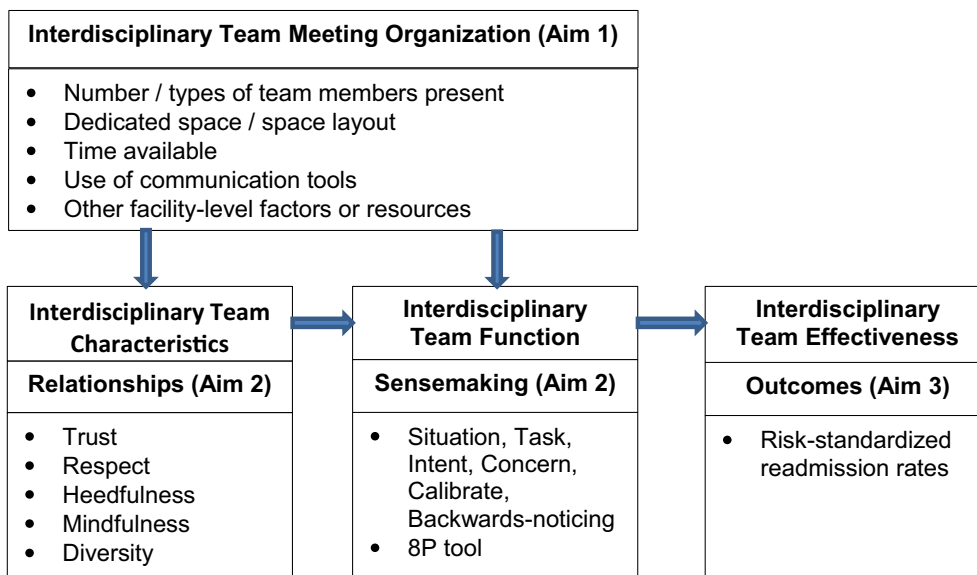 Interdisciplinary Team Meeting Organization (Aim 1)
• Number / types of team members present
• Dedicated space / space layout
• Time available
• Use of communication tools
• Other facility-level factors or resources
Interdisciplinary Team
Characteristics
Relationships (Aim 2)
• Trust
• Respect
• Heedfulness
• Mindfulness
• Diversity
Interdisciplinary
Team Function
Sensemaking (Aim 2)
• Situation, Task,
Intent, Concern,
Calibrate,
Backwards-noticing
• 8P tool
Interdisciplinary
Team Effectiveness
Outcomes (Aim 3)
• Risk-standardized
readmission rates